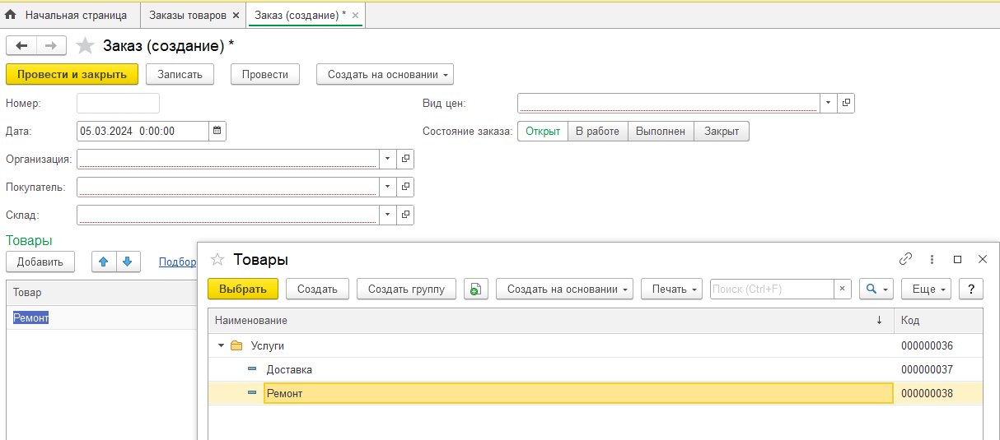 Начальная страница Заказы товаров × Заказ (создание) * ×
Заказ (создание) *
Провести и закрыть Записать Провести Создать на основании
Номер: Вид цен:
Дата: 05.03.2024 0:00:00 Состояние заказа: Открыт В работе Выполнен Закрыт
Организация:
Покупатель:
Склад:
Товары
Добавить Подбор
Товар
Ремонт
Товары
Выбрать Создать Создать группу Создать на основании Печать Поиск (Ctrl+F) × Еще ?
Наименование ↓ Код
Услуги 000000036
Доставка 000000037
Ремонт 000000038